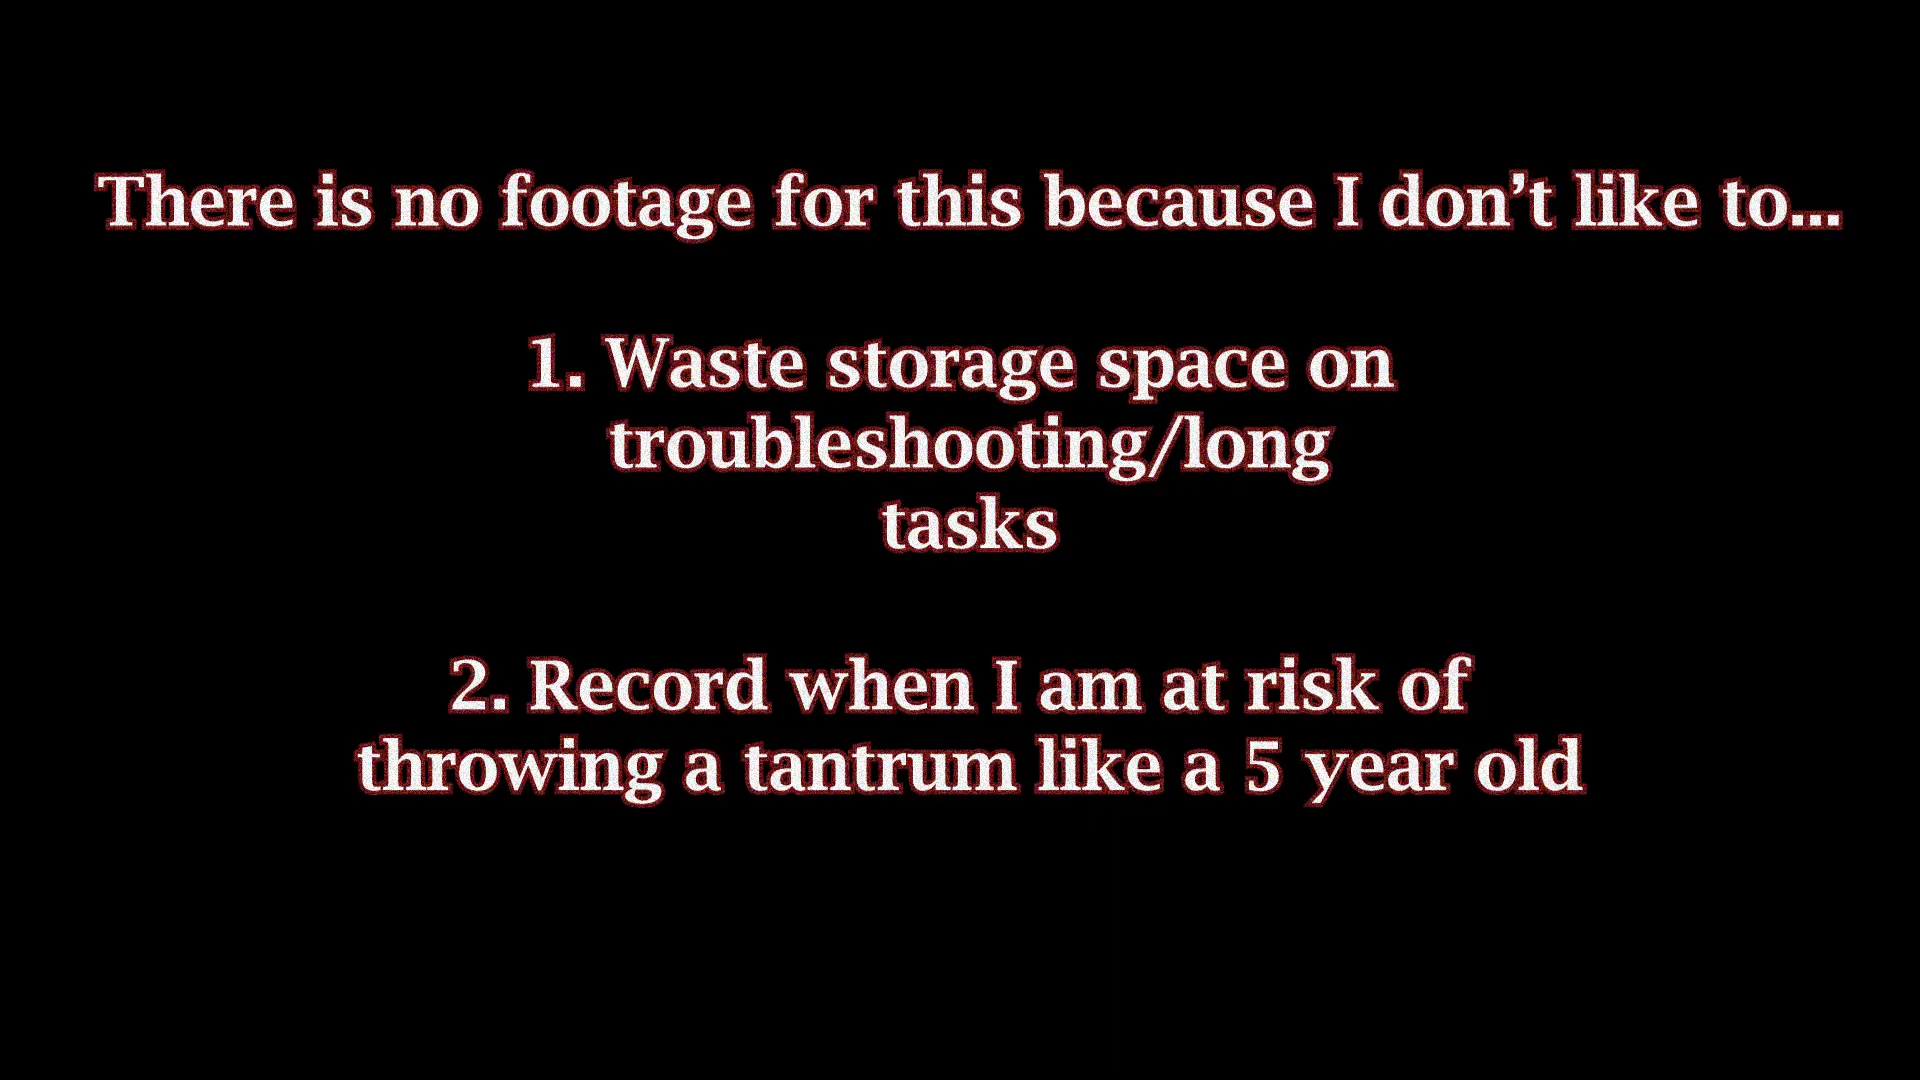 There is no footage for this because I don’t like to...
1. Waste storage space on
troubleshooting/long
tasks
2. Record when I am at risk of
throwing a tantrum like a 5 year old